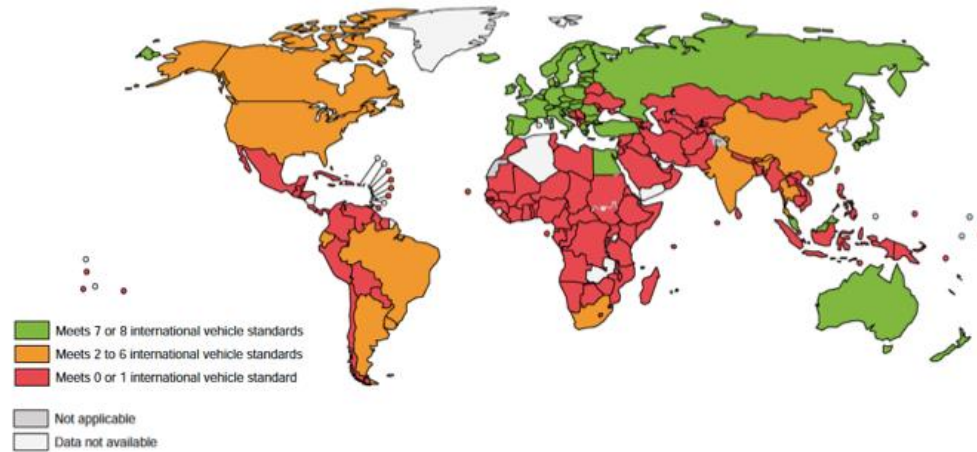 Meets 7 or 8 international vehicle standards
Meets 2 to 6 international vehicle standards
Meets 0 or 1 international vehicle standard
Not applicable
Data not available